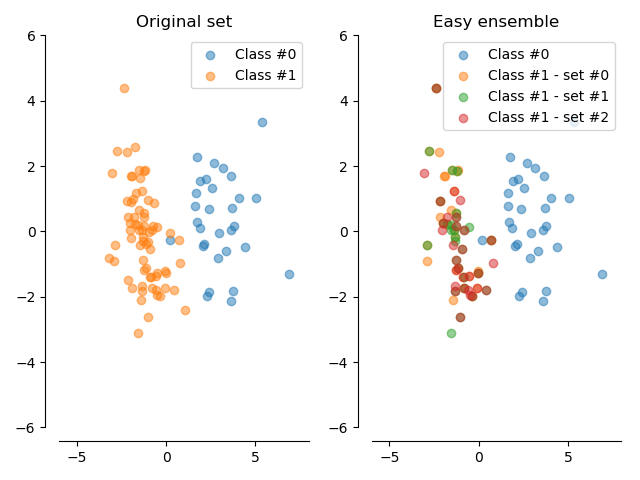 Original set
Easy ensemble
Class #0
Class #1
Class #0
Class #1 - set #0
Class #1 - set #1
Class #1 - set #2
6
4
2
0
−2
−4
−6
−5
0
5
6
4
2
0
−2
−4
−6
−5
0
5